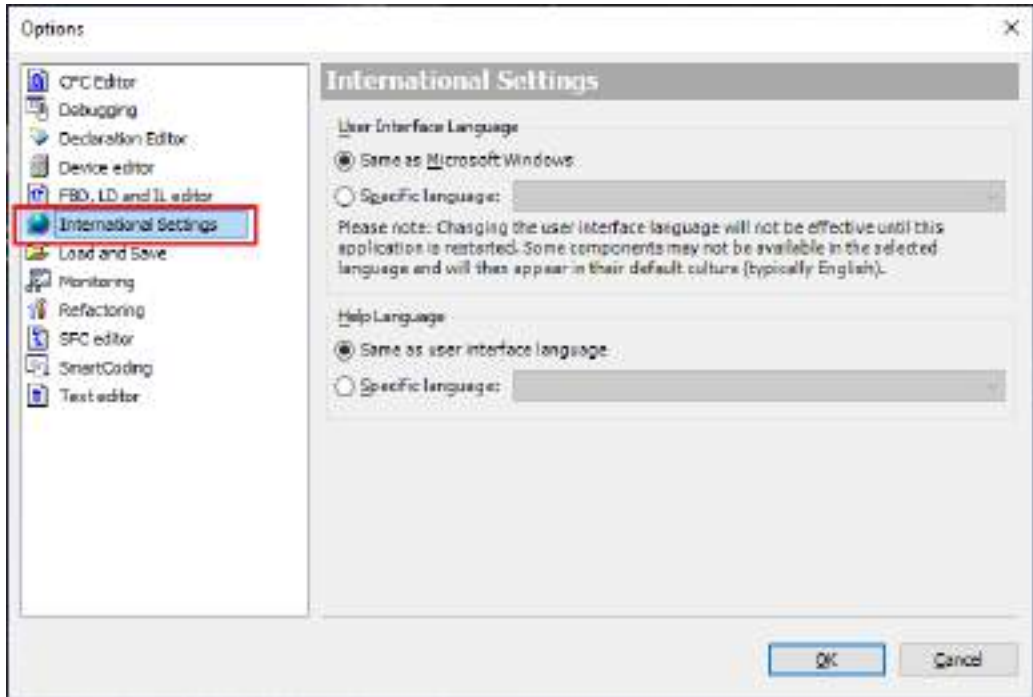 Options
CFC Editor
Debugging
Declaration Editor
Device editor
FBD, LD and IL editor
International Settings
Load and Save
Monitoring
Refactoring
SFC editor
SmartCoding
Text editor
International Settings
User Interface Language
Same as Microsoft Windows
Specific language:
Please note: Changing the user interface language will not be effective until this
application is restarted. Some components may not be available in the selected
language and will then appear in their default culture (typically English).
Help Language
Same as user interface language
Specific language:
OK
Cancel